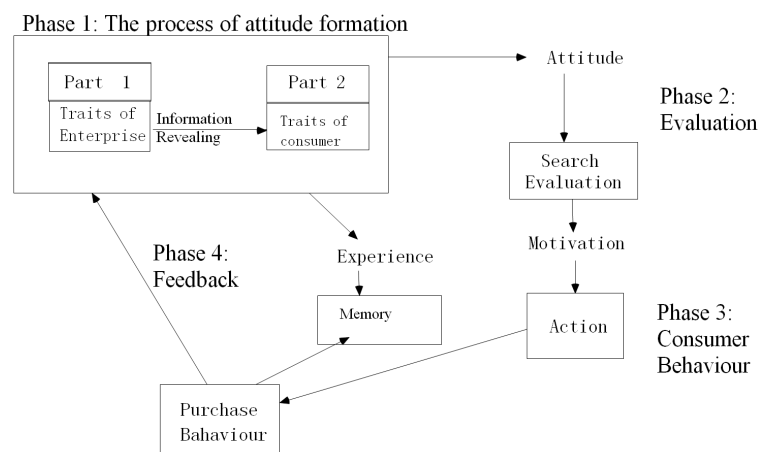 Phase 1: The process of attitude formation
Part 1
Traits of
Enterprise
Information
Revealing
Part 2
Traits of
consumer
Attitude
Phase 2:
Evaluation
Search
Evaluation
Motivation
Phase 4:
Feedback
Experience
Memory
Action
Phase 3:
Consumer
Behaviour
Purchase
Bahaviour